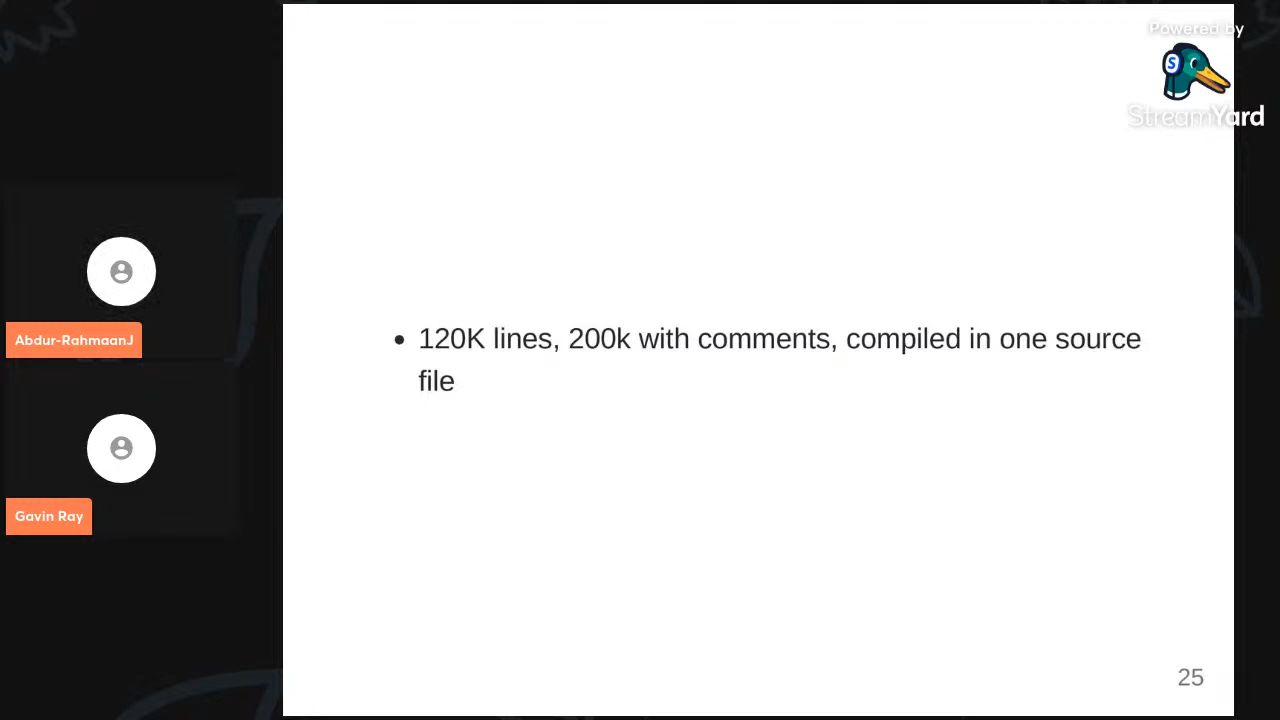 Powered by
S
StreamYard
Abdur-RahmaanJ
Gavin Ray
• 120K lines, 200k with comments, compiled in one source
file
25